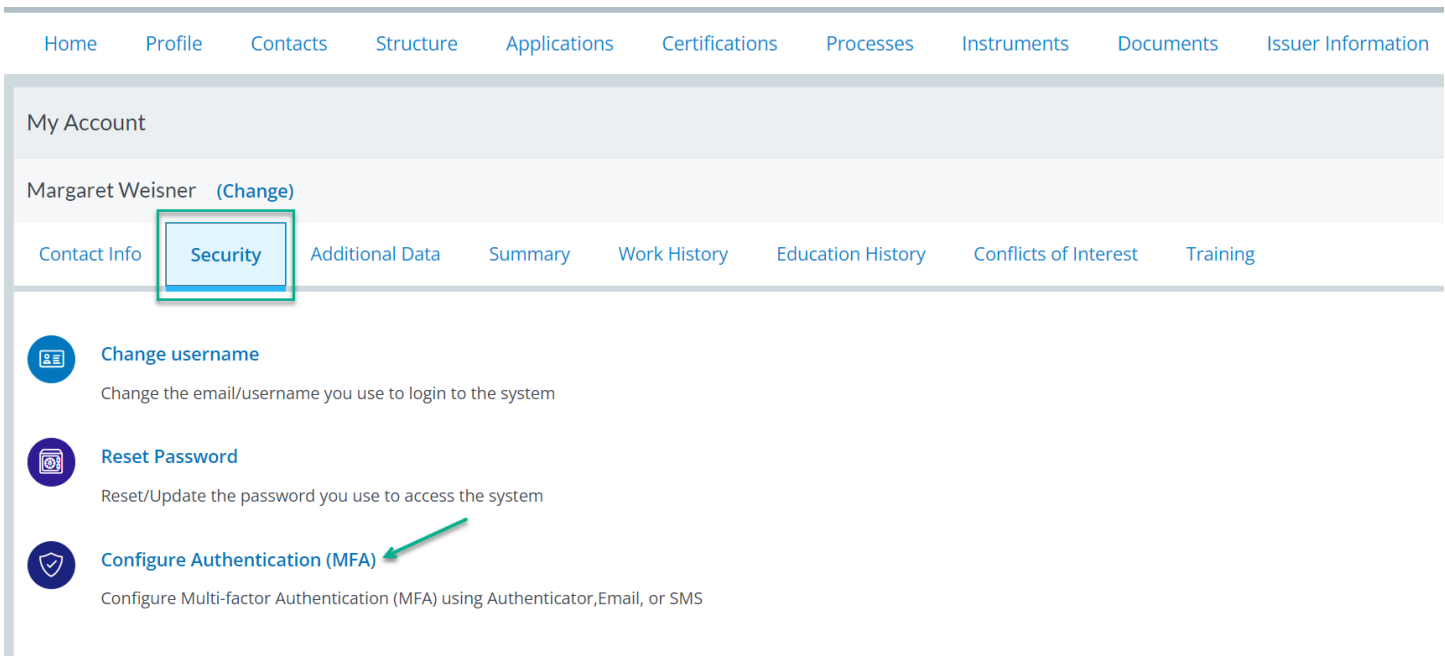 Home Profile Contacts Structure Applications Certifications Processes Instruments Documents Issuer Information
My Account
Margaret Weisner (Change)
Contact Info Security Additional Data Summary Work History Education History Conflicts of Interest Training
Change username
Change the email/username you use to login to the system
Reset Password
Reset/Update the password you use to access the system
Configure Authentication (MFA)
Configure Multi-factor Authentication (MFA) using Authenticator,Email, or SMS